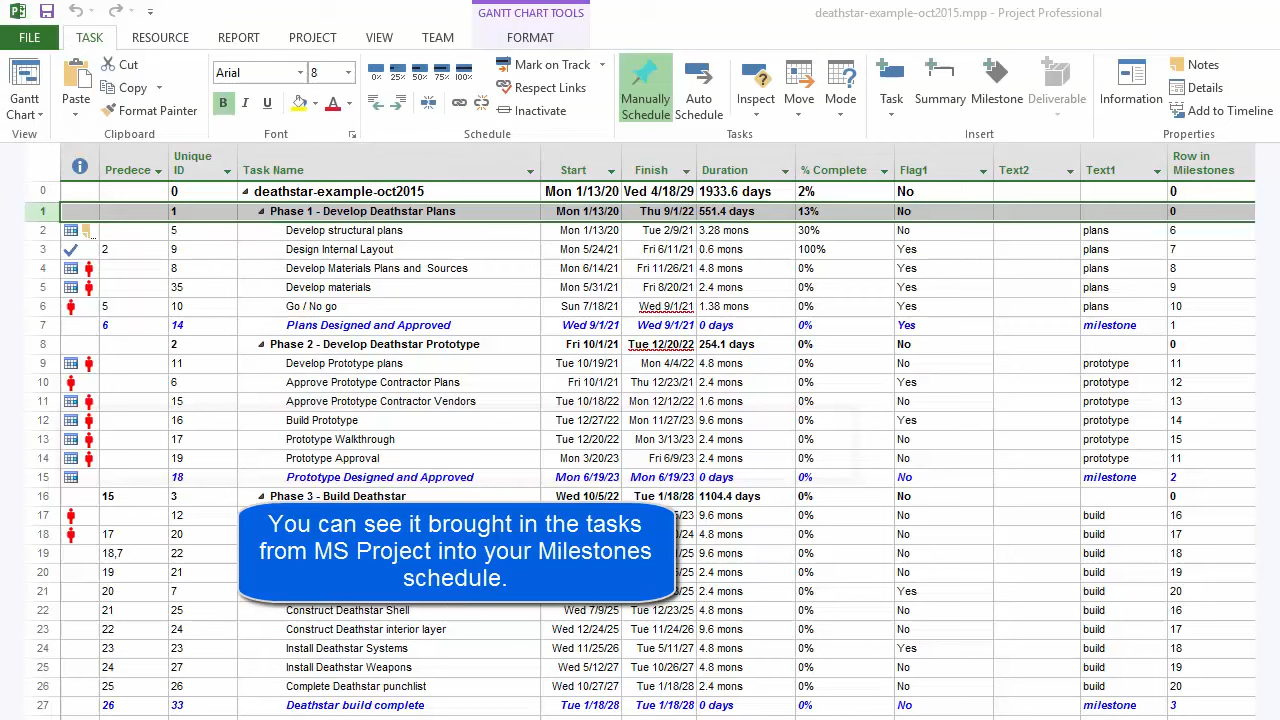 GANTT CHART TOOLS
deathstar-example-oct2015.mpp - Project Professional
FILE TASK RESOURCE REPORT PROJECT VIEW TEAM FORMAT
Gantt Chart
View
Paste
Cut
Copy
Format Painter
Clipboard
Arial 8
B I U A
Font
0% 25% 50% 75% 100%
Mark on Track
Respect Links
Inactivate
Schedule
Manually Schedule
Auto Schedule
Inspect Move Mode
Tasks
Task Summary Milestone Deliverable
Insert
Information
Notes
Details
Add to Timeline
Properties
Predece Unique ID Task Name Start Finish Duration % Complete Flag1 Text2 Text1 Row in Milestones
0 0 deathstar-example-oct2015 Mon 1/13/20 Wed 4/18/29 1933.6 days 2% No 0
1 1 Phase 1 - Develop Deathstar Plans Mon 1/13/20 Thu 9/1/22 551.4 days 13% No 0
2 5 Develop structural plans Mon 1/13/20 Tue 2/9/21 3.28 mons 30% No plans 6
3 2 9 Design Internal Layout Mon 5/24/21 Fri 6/11/21 0.6 mons 100% Yes plans 7
4 8 Develop Materials Plans and Sources Mon 6/14/21 Fri 11/26/21 4.8 mons 0% Yes plans 8
5 35 Develop materials Mon 5/31/21 Fri 8/20/21 2.4 mons 0% Yes plans 9
6 5 10 Go / No go Sun 7/18/21 Wed 9/1/21 1.38 mons 0% Yes plans 10
7 6 14 Plans Designed and Approved Wed 9/1/21 Wed 9/1/21 0 days 0% Yes milestone 1
8 2 Phase 2 - Develop Deathstar Prototype Fri 10/1/21 Tue 12/20/22 254.1 days 0% No 0
9 11 Develop Prototype plans Tue 10/19/21 Mon 4/4/22 4.8 mons 0% No prototype 11
10 6 Approve Prototype Contractor Plans Fri 10/1/21 Thu 12/23/21 2.4 mons 0% Yes prototype 12
11 15 Approve Prototype Contractor Vendors Tue 10/18/22 Mon 12/12/22 1.6 mons 0% No prototype 13
12 16 Build Prototype Tue 12/27/22 Mon 11/27/23 9.6 mons 0% Yes prototype 14
13 17 Prototype Walkthrough Tue 12/20/22 Mon 3/13/23 2.4 mons 0% No prototype 15
14 19 Prototype Approval Mon 3/20/23 Fri 6/9/23 2.4 mons 0% No prototype 11
15 18 Prototype Designed and Approved Mon 6/19/23 Mon 6/19/23 0 days 0% No milestone 2
16 15 3 Phase 3 - Build Deathstar Wed 10/5/22 Tue 1/18/28 1104.4 days 0% No 0
17 12 9.6 mons 0% No build 16
18 17 20 4.8 mons 0% No build 17
19 18,7 22 9.6 mons 0% No build 18
20 19 21 2.4 mons 0% No build 19
21 20 7 9.6 mons 0% Yes build 20
You can see it brought in the tasks
from MS Project into your Milestones
schedule.
22 21 25 Construct Deathstar Shell Wed 7/9/25 Tue 12/23/25 4.8 mons 0% No build 16
23 22 24 Construct Deathstar interior layer Wed 12/24/25 Tue 11/24/26 9.6 mons 0% No build 17
24 23 23 Install Deathstar Systems Wed 11/25/26 Tue 5/11/27 4.8 mons 0% Yes build 18
25 24 27 Install Deathstar Weapons Wed 5/12/27 Tue 10/26/27 4.8 mons 0% No build 19
26 25 26 Complete Deathstar punchlist Wed 10/27/27 Tue 1/18/28 2.4 mons 0% No build 20
27 26 33 Deathstar build complete Tue 1/18/28 Tue 1/18/28 0 days 0% No milestone 3